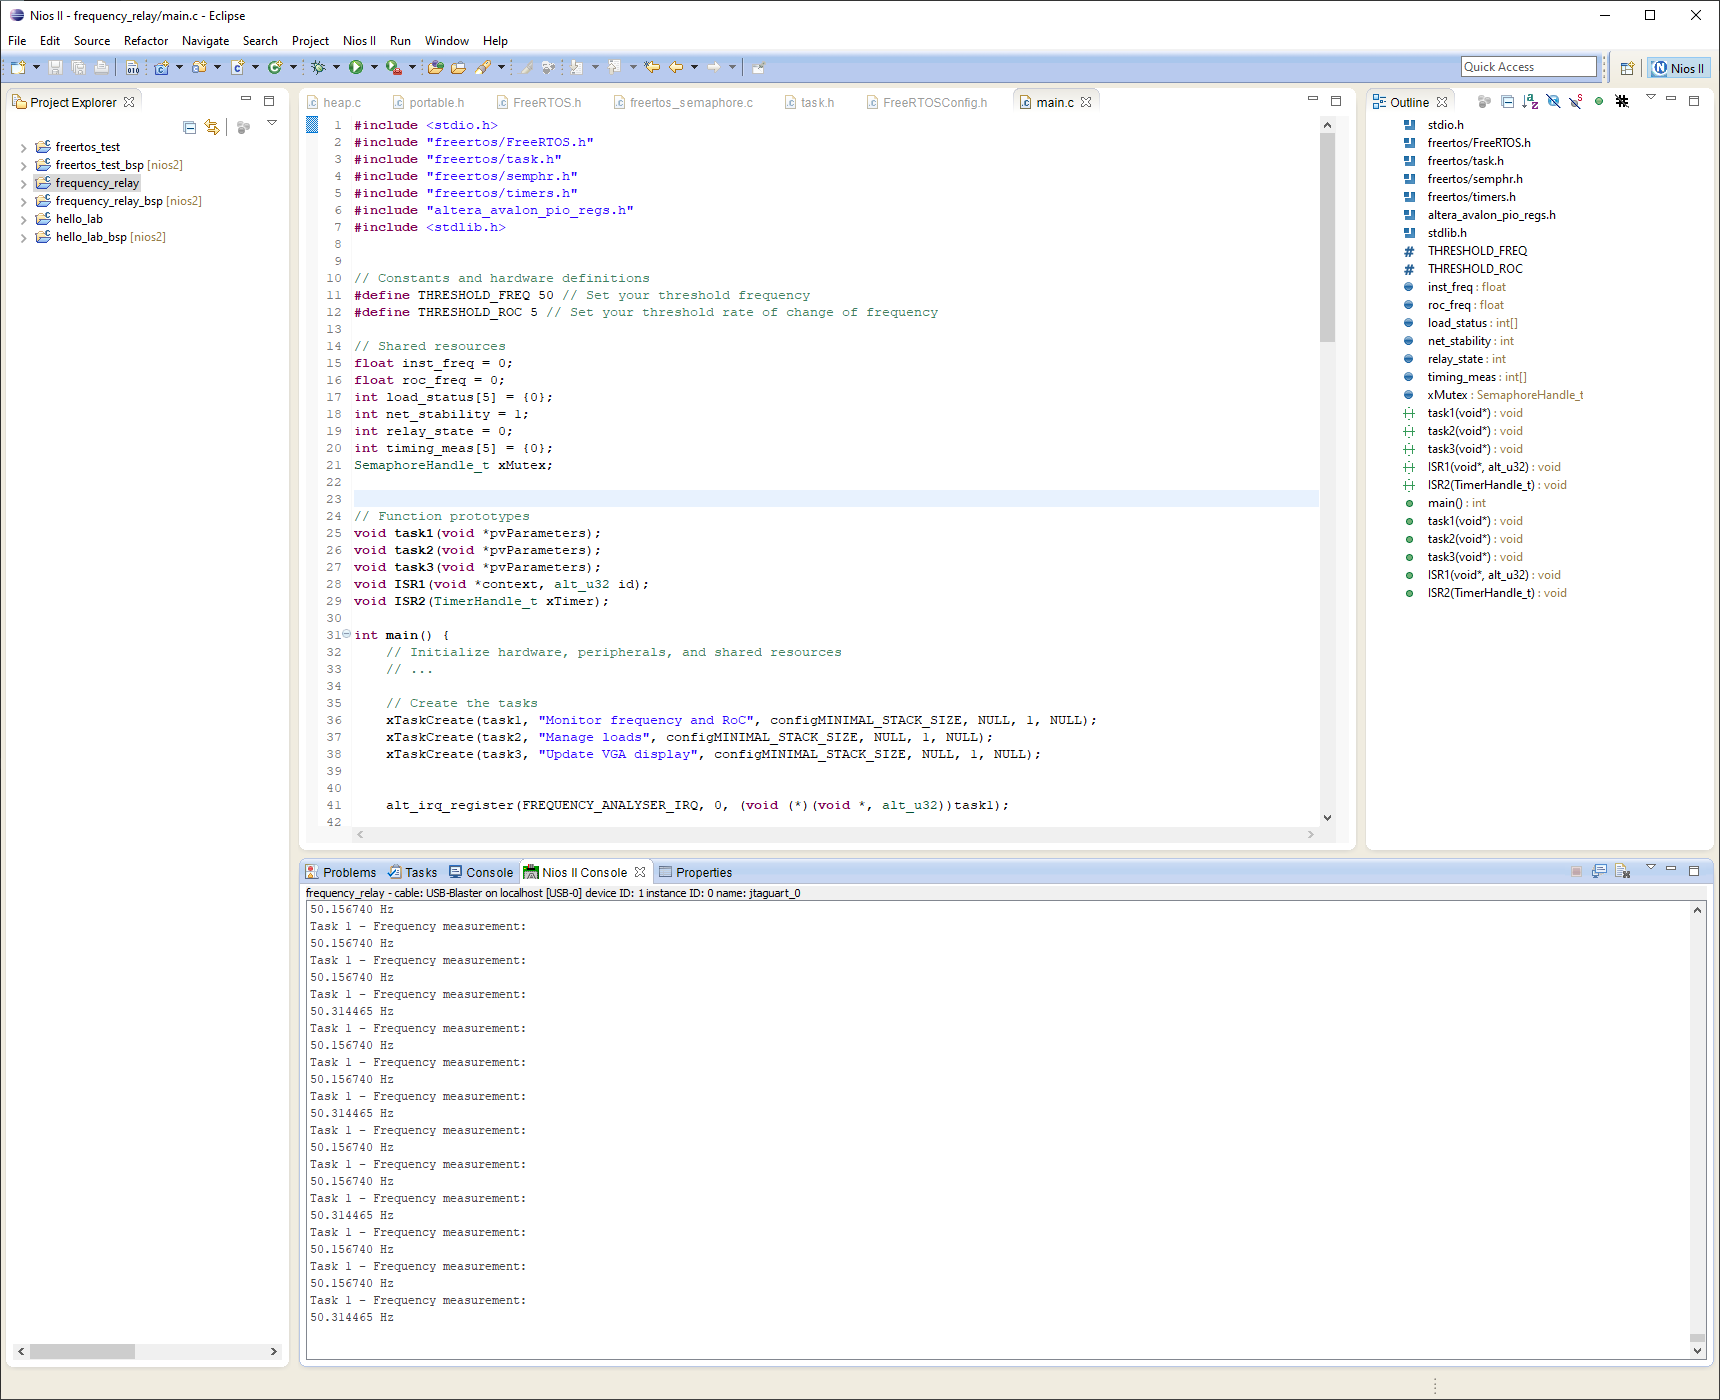 Nios II - frequency_relay/main.c - Eclipse
File Edit Source Refactor Navigate Search Project Nios II Run Window Help
Quick Access
Nios II
Project Explorer
freertos_test
freertos_test_bsp [nios2]
frequency_relay
frequency_relay_bsp [nios2]
hello_lab
hello_lab_bsp [nios2]
heap.c portable.h FreeRTOS.h freertos_semaphore.c task.h FreeRTOSConfig.h main.c
1 #include <stdio.h>
2 #include "freertos/FreeRTOS.h"
3 #include "freertos/task.h"
4 #include "freertos/semphr.h"
5 #include "freertos/timers.h"
6 #include "altera_avalon_pio_regs.h"
7 #include <stdlib.h>
8
9
10 // Constants and hardware definitions
11 #define THRESHOLD_FREQ 50 // Set your threshold frequency
12 #define THRESHOLD_ROC 5 // Set your threshold rate of change of frequency
13
14 // Shared resources
15 float inst_freq = 0;
16 float roc_freq = 0;
17 int load_status[5] = {0};
18 int net_stability = 1;
19 int relay_state = 0;
20 int timing_meas[5] = {0};
21 SemaphoreHandle_t xMutex;
22
23
24 // Function prototypes
25 void task1(void *pvParameters);
26 void task2(void *pvParameters);
27 void task3(void *pvParameters);
28 void ISR1(void *context, alt_u32 id);
29 void ISR2(TimerHandle_t xTimer);
30
31 int main() {
32 // Initialize hardware, peripherals, and shared resources
33 // ...
34
35 // Create the tasks
36 xTaskCreate(task1, "Monitor frequency and RoC", configMINIMAL_STACK_SIZE, NULL, 1, NULL);
37 xTaskCreate(task2, "Manage loads", configMINIMAL_STACK_SIZE, NULL, 1, NULL);
38 xTaskCreate(task3, "Update VGA display", configMINIMAL_STACK_SIZE, NULL, 1, NULL);
39
40
41 alt_irq_register(FREQUENCY_ANALYSER_IRQ, 0, (void (*)(void *, alt_u32))task1);
42
Outline
stdio.h
freertos/FreeRTOS.h
freertos/task.h
freertos/semphr.h
freertos/timers.h
altera_avalon_pio_regs.h
stdlib.h
THRESHOLD_FREQ
THRESHOLD_ROC
inst_freq : float
roc_freq : float
load_status : int[]
net_stability : int
relay_state : int
timing_meas : int[]
xMutex : SemaphoreHandle_t
task1(void*) : void
task2(void*) : void
task3(void*) : void
ISR1(void*, alt_u32) : void
ISR2(TimerHandle_t) : void
main() : int
task1(void*) : void
task2(void*) : void
task3(void*) : void
ISR1(void*, alt_u32) : void
ISR2(TimerHandle_t) : void
Problems Tasks Console Nios II Console Properties
frequency_relay - cable: USB-Blaster on localhost [USB-0] device ID: 1 instance ID: 0 name: jtaguart_0
50.156740 Hz
Task 1 - Frequency measurement:
50.156740 Hz
Task 1 - Frequency measurement:
50.156740 Hz
Task 1 - Frequency measurement:
50.314465 Hz
Task 1 - Frequency measurement:
50.156740 Hz
Task 1 - Frequency measurement:
50.156740 Hz
Task 1 - Frequency measurement:
50.314465 Hz
Task 1 - Frequency measurement:
50.156740 Hz
Task 1 - Frequency measurement:
50.156740 Hz
Task 1 - Frequency measurement:
50.314465 Hz
Task 1 - Frequency measurement:
50.156740 Hz
Task 1 - Frequency measurement:
50.156740 Hz
Task 1 - Frequency measurement:
50.314465 Hz